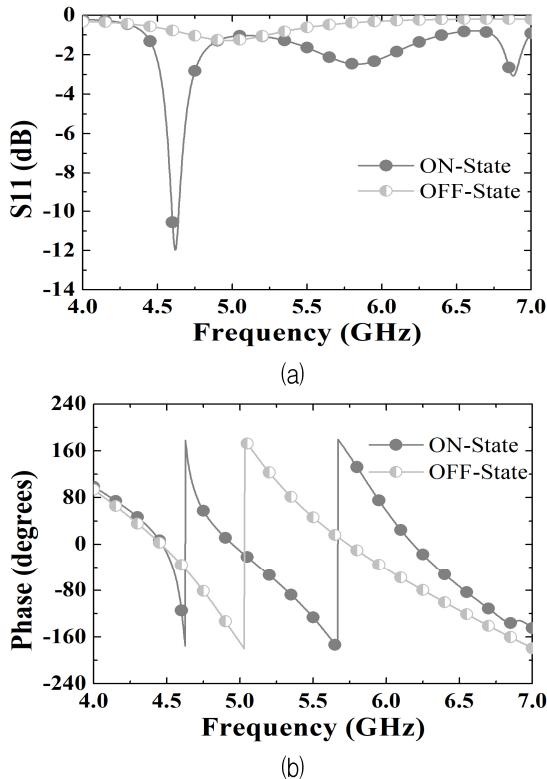 0
-2
-4
-6
-8
-10
-12
-14
S11 (dB)
ON-State
OFF-State
4.0 4.5 5.0 5.5 6.0 6.5 7.0
Frequency (GHz)
(a)
240
160
80
0
-80
-160
-240
Phase (degrees)
ON-State
OFF-State
4.0 4.5 5.0 5.5 6.0 6.5 7.0
Frequency (GHz)
(b)